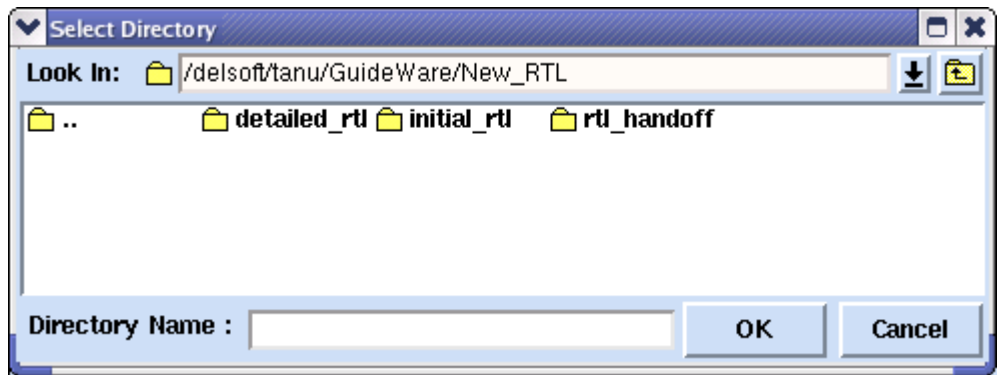 Select Directory
Look In: /delsoft/tanu/GuideWare/New_RTL
.. detailed_rtl initial_rtl rtl_handoff
Directory Name : OK Cancel